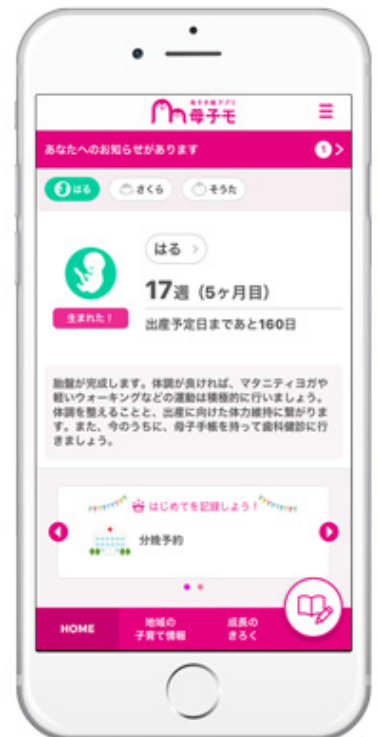 母子手帳アプリ
母子モ
あなたへのお知らせがあります
1
はる
さくら
そうた
はる
17週（5ヶ月目）
生まれた！
出産予定日まであと160日
胎盤が完成します。体調が良ければ、マタニティヨガや
軽いウォーキングなどの運動は積極的に行いましょう。
体調を整えることと、出産に向けた体力維持に繋がりま
す。また、今のうちに、母子手帳を持って歯科健診に行
きましょう。
はじめてを記録しよう！
分娩予約
HOME
地域の
子育て情報
成長の
きろく